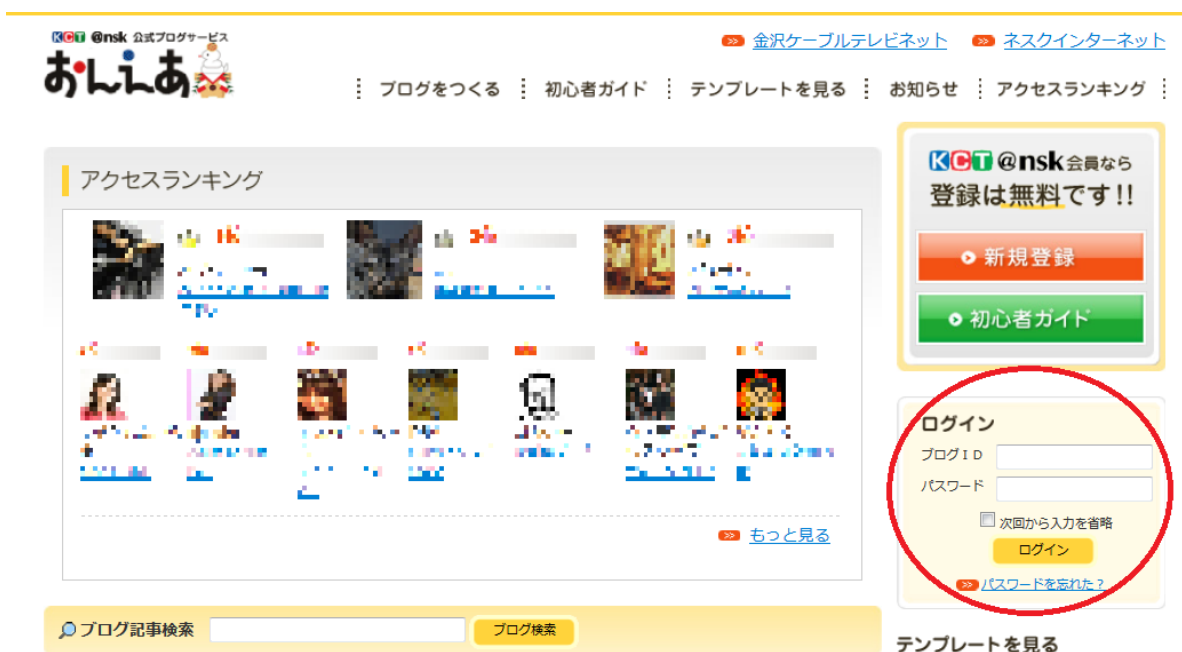 KCT @nsk 公式ブログサービス
おんえあ
金沢ケーブルテレビネット
ネスクインターネット
ブログをつくる
初心者ガイド
テンプレートを見る
お知らせ
アクセスランキング
アクセスランキング
もっと見る
ブログ記事検索
ブログ検索
KCT @nsk 会員なら
登録は無料です!!
新規登録
初心者ガイド
ログイン
ブログID
パスワード
次回から入力を省略
ログイン
パスワードを忘れた?
テンプレートを見る